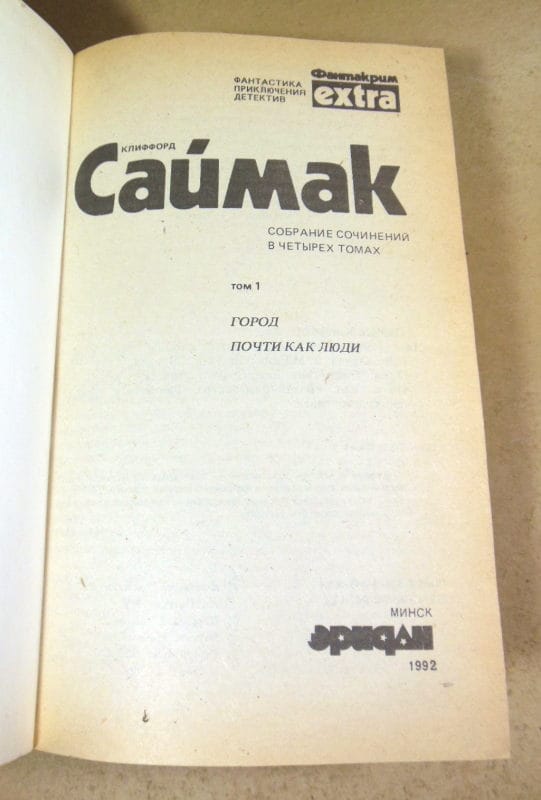 ФАНТАСТИКА
ПРИКЛЮЧЕНИЯ
ДЕТЕКТИВ
Фантакрим
extra
КЛИФФОРД
Саймак
СОБРАНИЕ СОЧИНЕНИЙ
В ЧЕТЫРЕХ ТОМАХ
ТОМ 1
ГОРОД
ПОЧТИ КАК ЛЮДИ
МИНСК
Эридан
1992